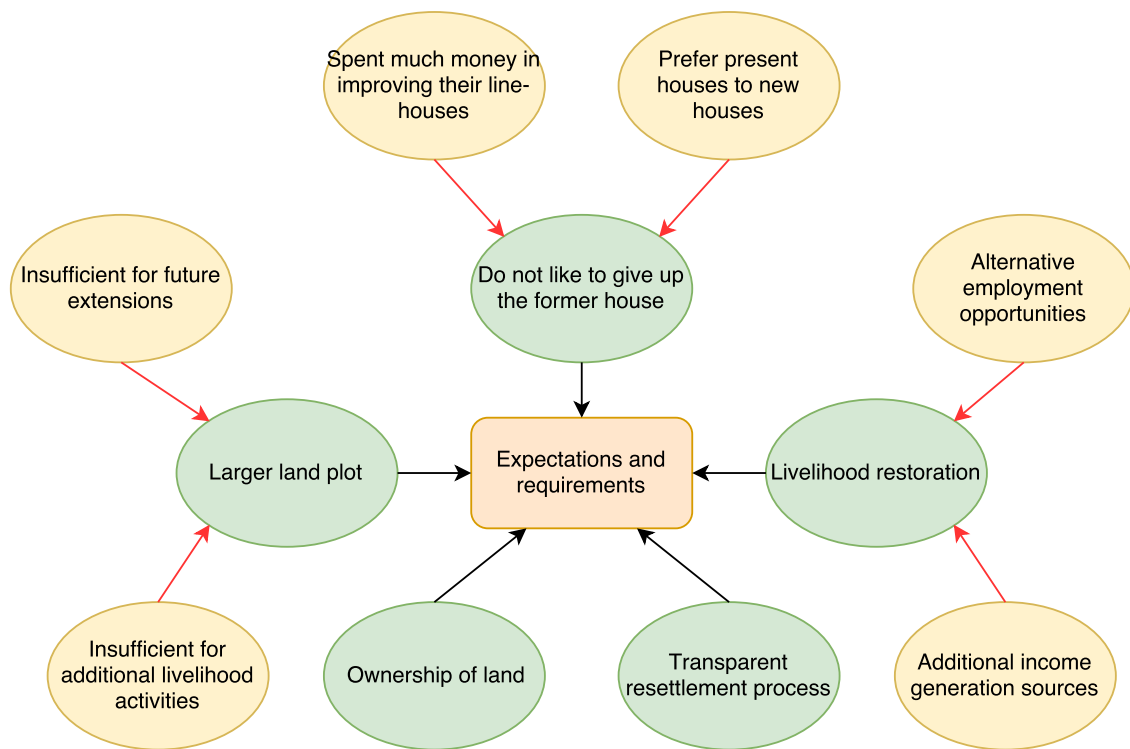 Spent much money in
improving their line-
houses
Prefer present
houses to new
houses
Insufficient for future
extensions
Do not like to give up
the former house
Alternative
employment
opportunities
Larger land plot
Expectations and
requirements
Livelihood restoration
Insufficient for
additional livelihood
activities
Ownership of land
Transparent
resettlement process
Additional income
generation sources